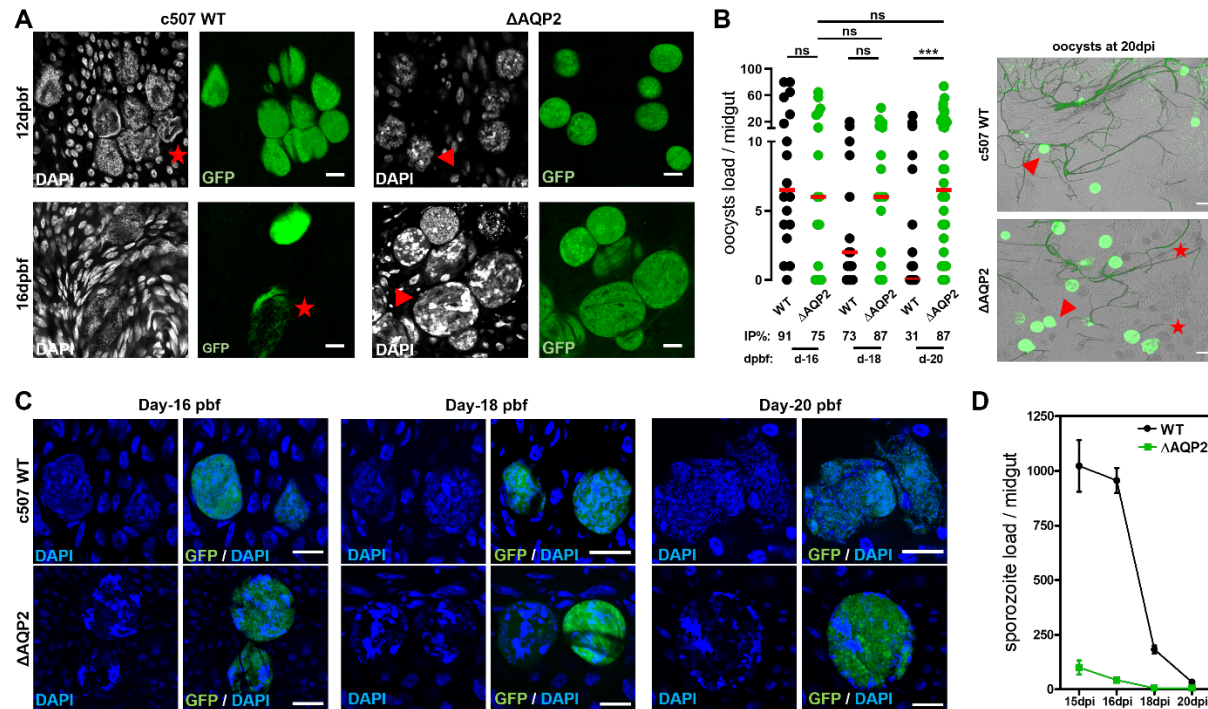 A
c507 WT
ΔAQP2
12dpbf
DAPI
GFP
DAPI
GFP
16dpbf
DAPI
GFP
DAPI
GFP
B
ns
ns
ns
ns
***
oocysts load / midgut
100
80
60
40
20
10
5
0
WT
ΔAQP2
WT
ΔAQP2
WT
ΔAQP2
IP%: 91 75 73 87 31 87
dpbf: d-16 d-18 d-20
oocysts at 20dpi
c507 WT
ΔAQP2
C
Day-16 pbf
Day-18 pbf
Day-20 pbf
c507 WT
DAPI
GFP / DAPI
DAPI
GFP / DAPI
DAPI
GFP / DAPI
ΔAQP2
DAPI
GFP / DAPI
DAPI
GFP / DAPI
DAPI
GFP / DAPI
D
sporozoite load / midgut
1250
1000
750
500
250
0
WT
ΔAQP2
15dpi 16dpi 18dpi 20dpi